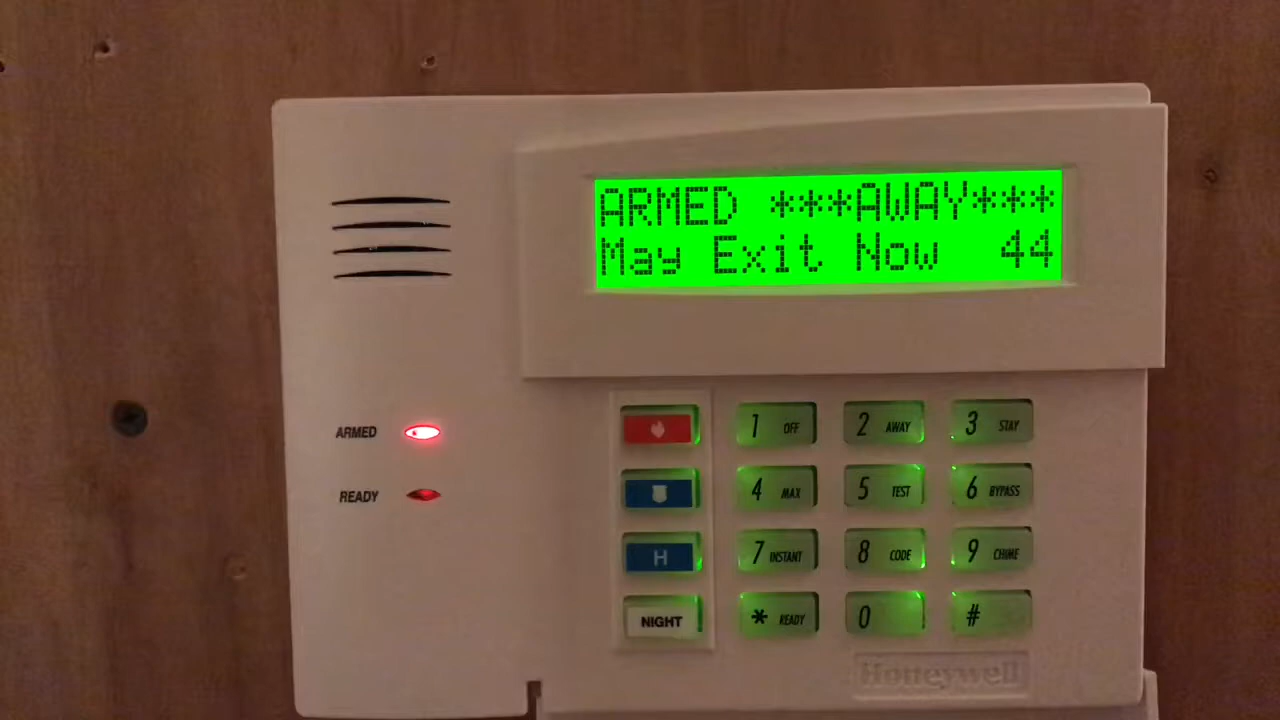 ARMED ***AWAY***
May Exit Now 44
ARMED
READY
1 OFF
2 AWAY
3 STAY
4 MAX
5 TEST
6 BYPASS
H
7 INSTANT
8 CODE
9 CHIME
NIGHT
* READY
0
#
Honeywell